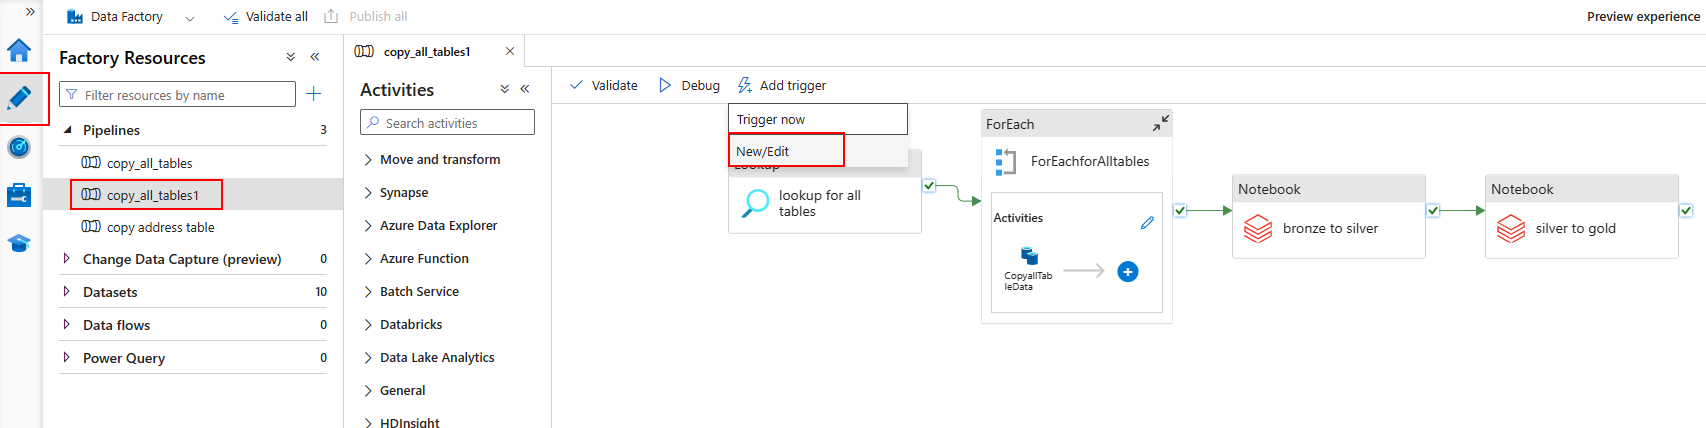 Data Factory
Validate all
Publish all
Preview experience
Factory Resources
Filter resources by name
Pipelines 3
copy_all_tables
copy_all_tables1
copy address table
Change Data Capture (preview) 0
Datasets 10
Data flows 0
Power Query 0
copy_all_tables1
Activities
Search activities
Move and transform
Synapse
Azure Data Explorer
Azure Function
Batch Service
Databricks
Data Lake Analytics
General
HDInsight
Validate
Debug
Add trigger
Trigger now
New/Edit
Lookup
lookup for all
tables
ForEach
ForEachforAlltables
Activities
CopyallTab
leData
Notebook
bronze to silver
Notebook
silver to gold